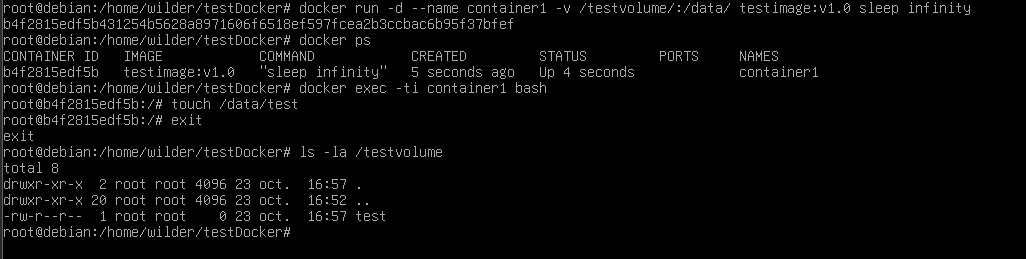 root@debian:/home/wilder/testDocker# docker run -d --name container1 -v /testvolume/:/data/ testimage:v1.0 sleep infinity
b4f2815edf5b431254b5628a8971606f6518ef597fcea2b3ccbac6b95f37bfef
root@debian:/home/wilder/testDocker# docker ps
CONTAINER ID   IMAGE            COMMAND            CREATED         STATUS         PORTS     NAMES
b4f2815edf5b   testimage:v1.0   "sleep infinity"   5 seconds ago   Up 4 seconds             container1
root@debian:/home/wilder/testDocker# docker exec -ti container1 bash
root@b4f2815edf5b:/# touch /data/test
root@b4f2815edf5b:/# exit
exit
root@debian:/home/wilder/testDocker# ls -la /testvolume
total 8
drwxr-xr-x  2 root root 4096 23 oct.  16:57 .
drwxr-xr-x 20 root root 4096 23 oct.  16:52 ..
-rw-r--r--  1 root root    0 23 oct.  16:57 test
root@debian:/home/wilder/testDocker#